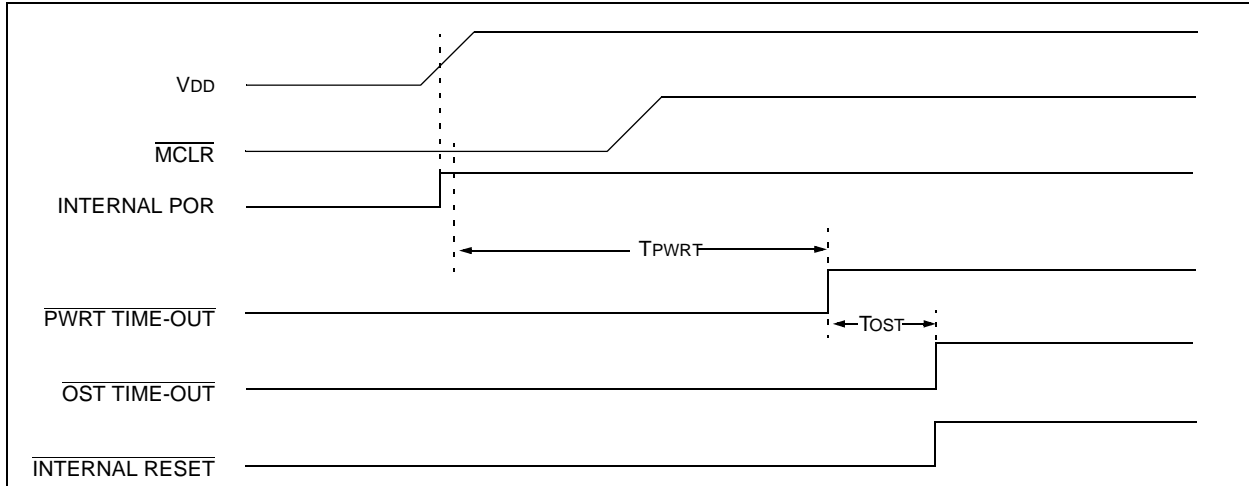 VDD
MCLR
INTERNAL POR
TPWRT
PWRT TIME-OUT
TOST
OST TIME-OUT
INTERNAL RESET